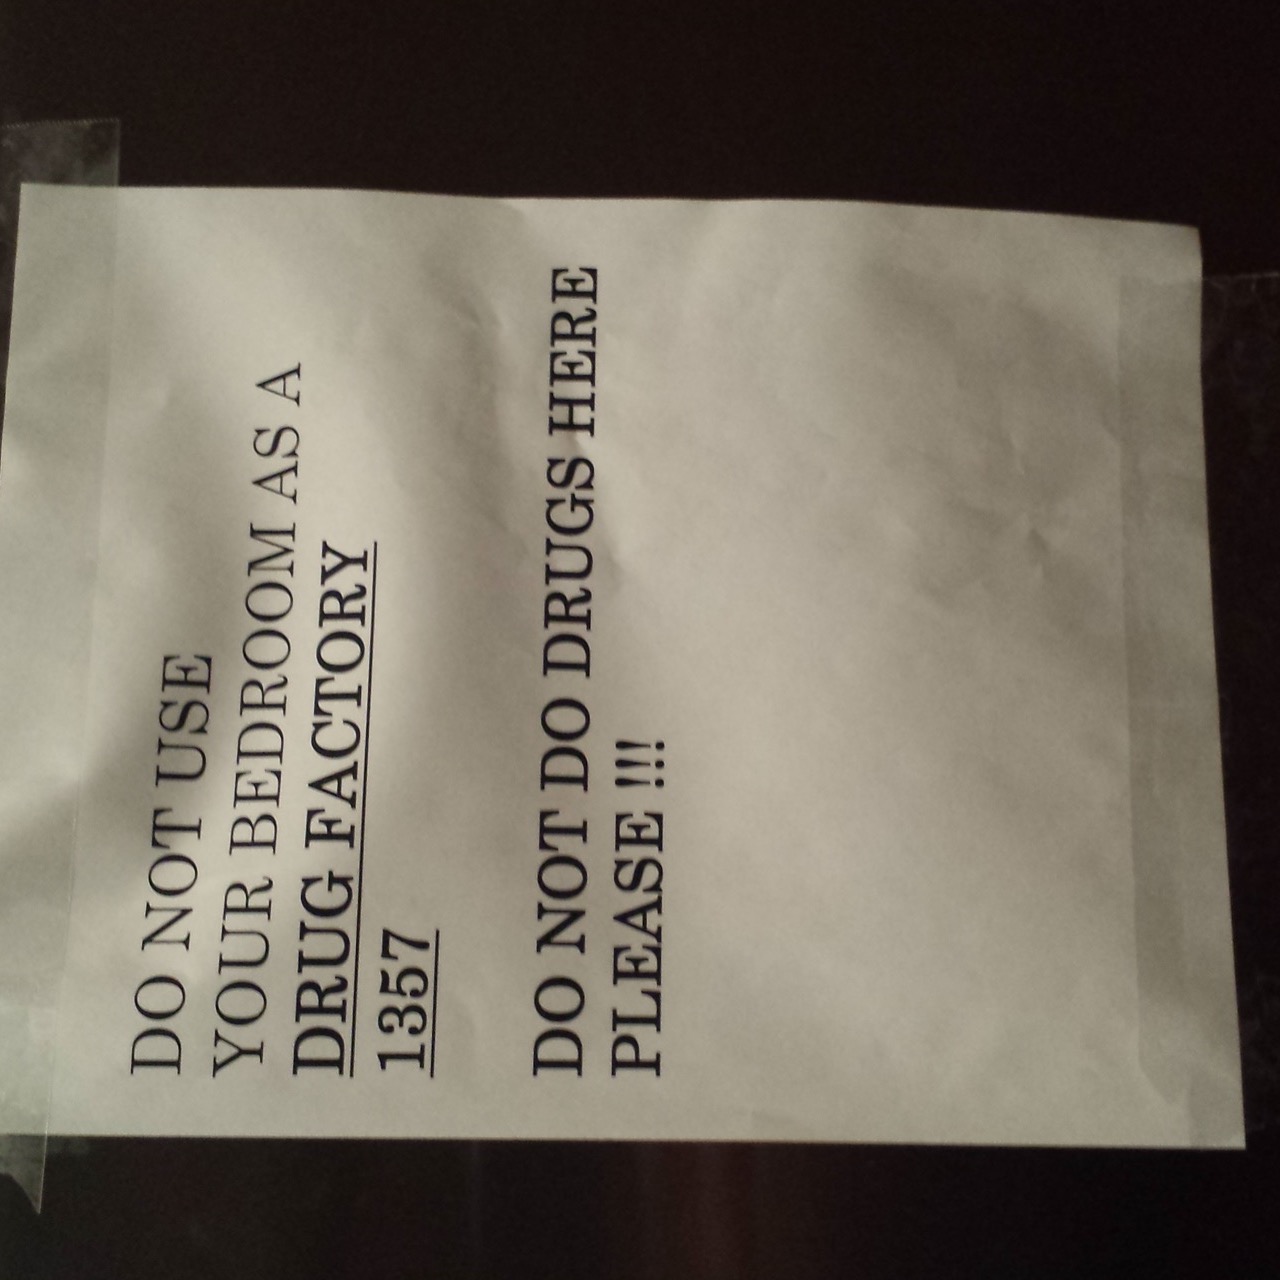 DO NOT USE
YOUR BEDROOM AS A
DRUG FACTORY
1357
DO NOT DO DRUGS HERE
PLEASE !!!